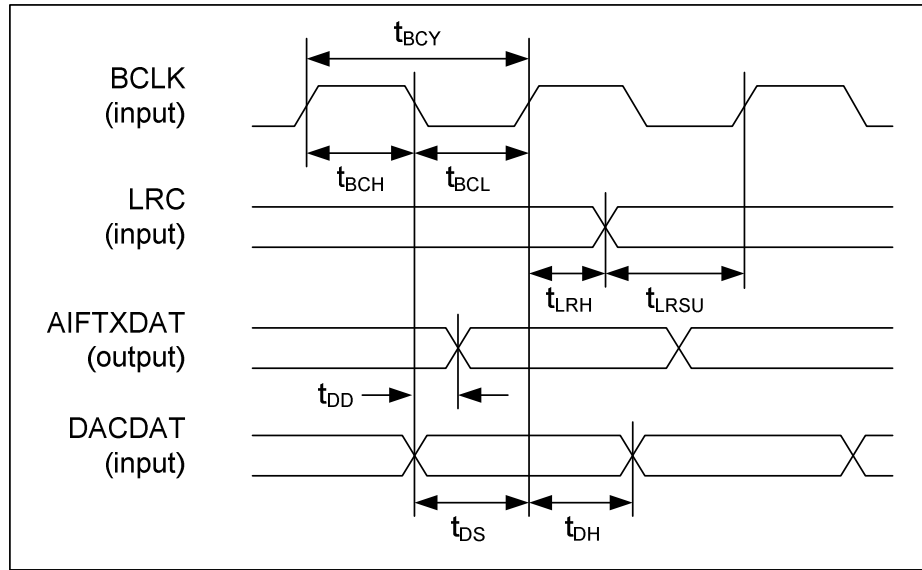 tBCY
BCLK
(input)
tBCH
tBCL
LRC
(input)
tLRH
tLRSU
AIFTXDAT
(output)
tDD
DACDAT
(input)
tDS
tDH